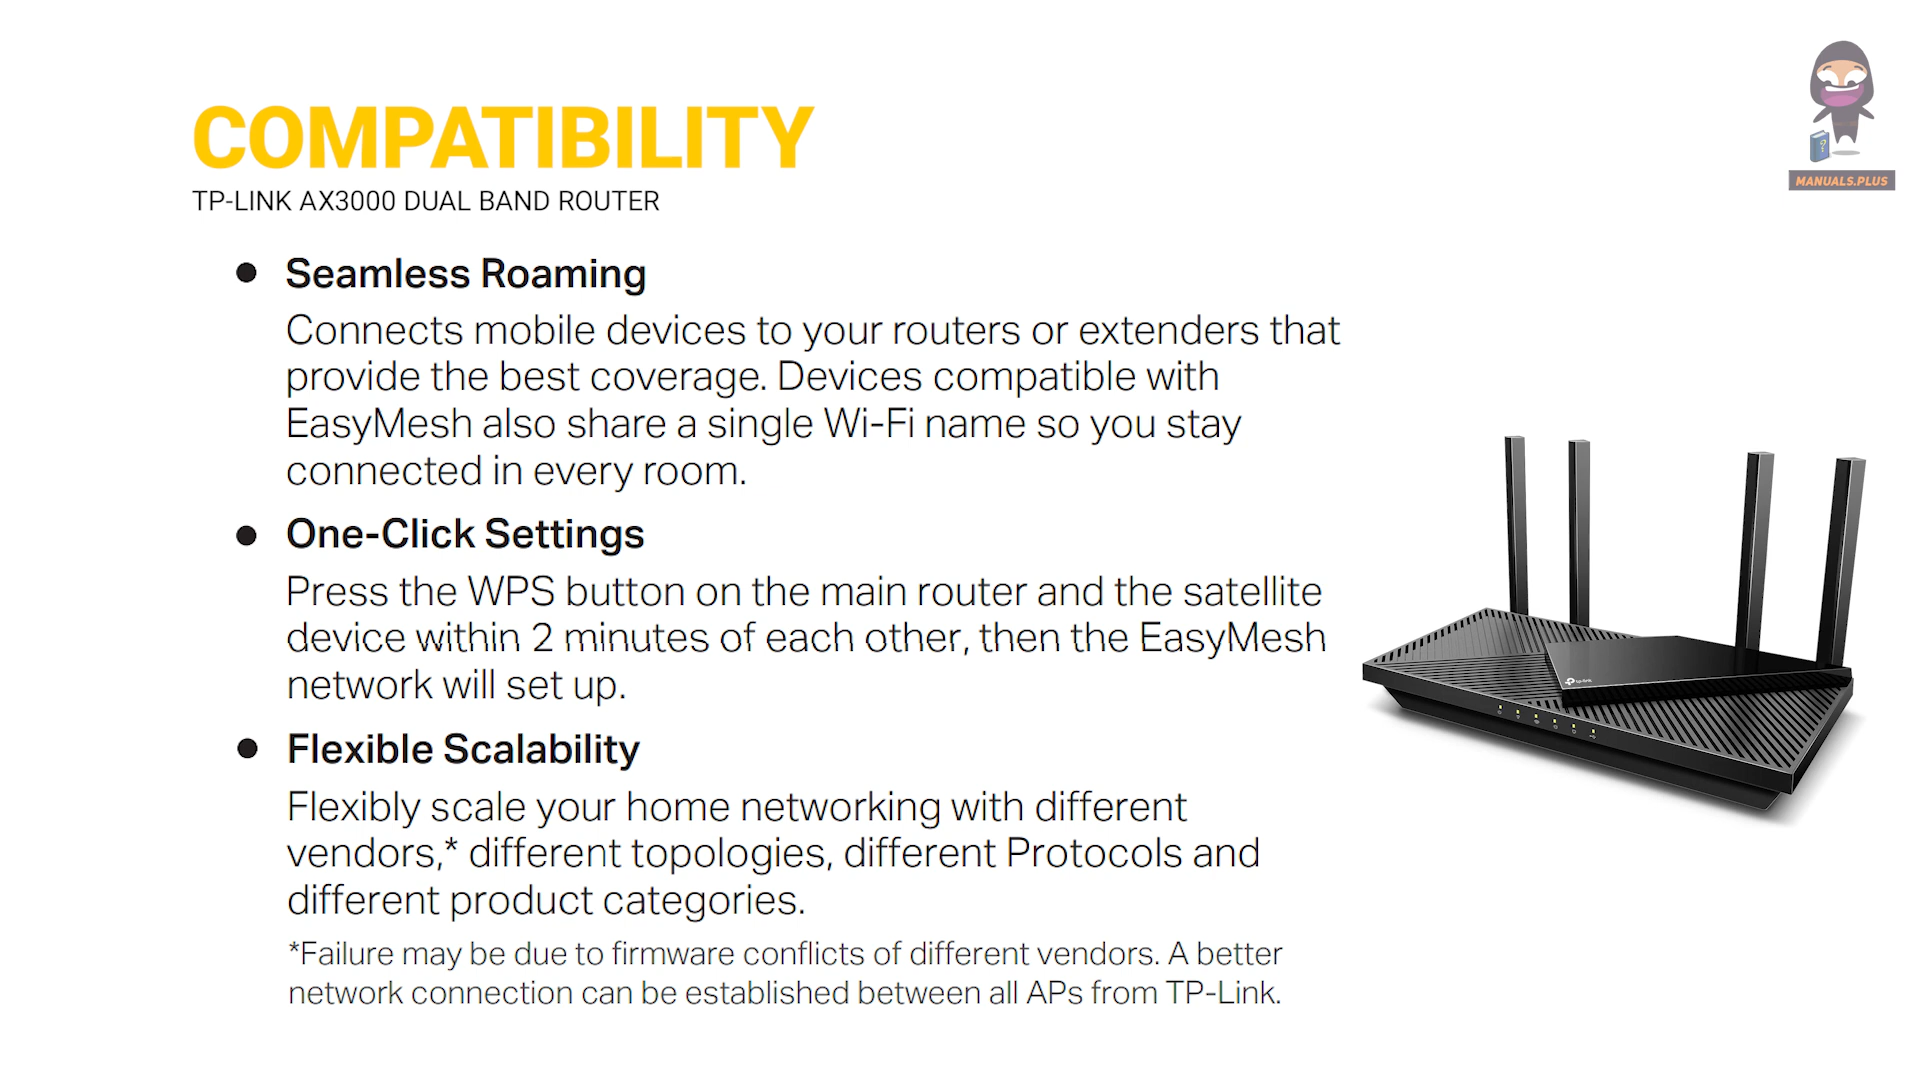 COMPATIBILITY
TP-LINK AX3000 DUAL BAND ROUTER
MANUALS.PLUS
● Seamless Roaming
Connects mobile devices to your routers or extenders that
provide the best coverage. Devices compatible with
EasyMesh also share a single Wi-Fi name so you stay
connected in every room.
● One-Click Settings
Press the WPS button on the main router and the satellite
device within 2 minutes of each other, then the EasyMesh
network will set up.
● Flexible Scalability
Flexibly scale your home networking with different
vendors,* different topologies, different Protocols and
different product categories.
*Failure may be due to firmware conflicts of different vendors. A better
network connection can be established between all APs from TP-Link.
tp-link